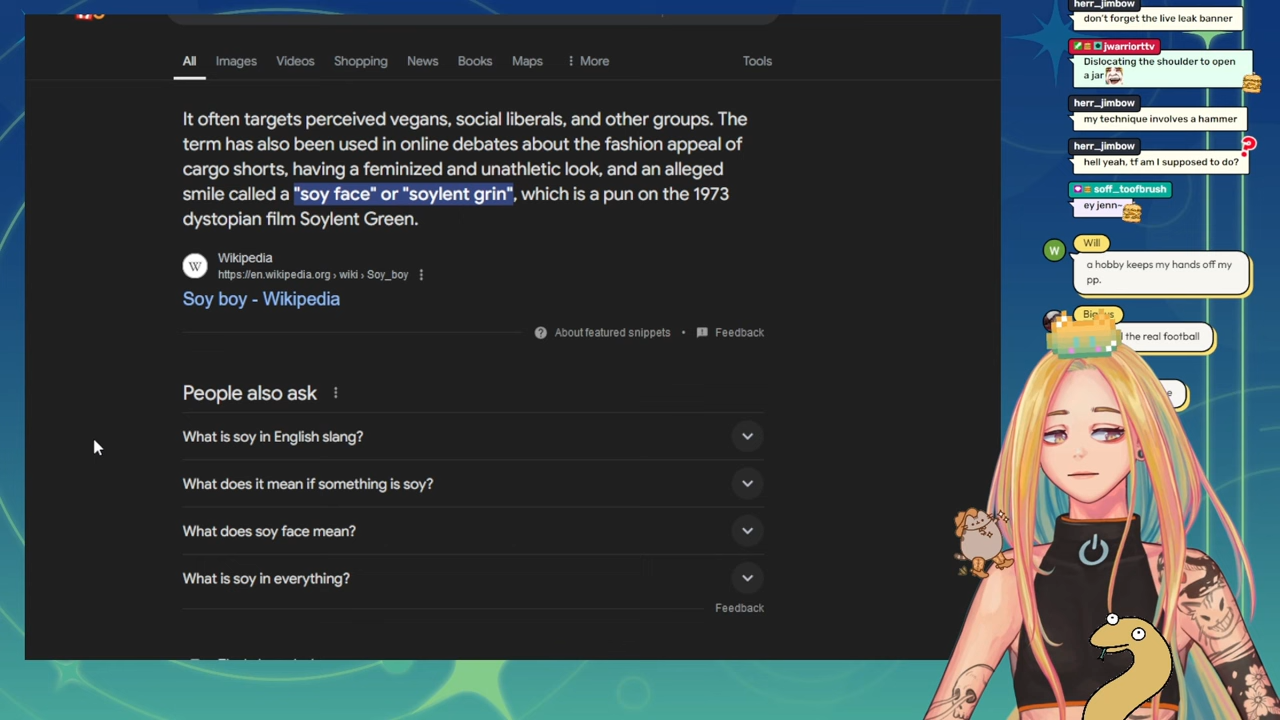 All Images Videos Shopping News Books Maps More Tools
It often targets perceived vegans, social liberals, and other groups. The
term has also been used in online debates about the fashion appeal of
cargo shorts, having a feminized and unathletic look, and an alleged
smile called a "soy face" or "soylent grin", which is a pun on the 1973
dystopian film Soylent Green.
W
Wikipedia
https://en.wikipedia.org › wiki › Soy_boy
Soy boy - Wikipedia
About featured snippets • Feedback
People also ask
What is soy in English slang?
What does it mean if something is soy?
What does soy face mean?
What is soy in everything?
Feedback
herr_jimbow
don't forget the live leak banner
jwarriorttv
Dislocating the shoulder to open
a jar
herr_jimbow
my technique involves a hammer
herr_jimbow
hell yeah, tf am I supposed to do?
soff_toofbrush
ey jenn~
W
Will
a hobby keeps my hands off my
pp.
the real football